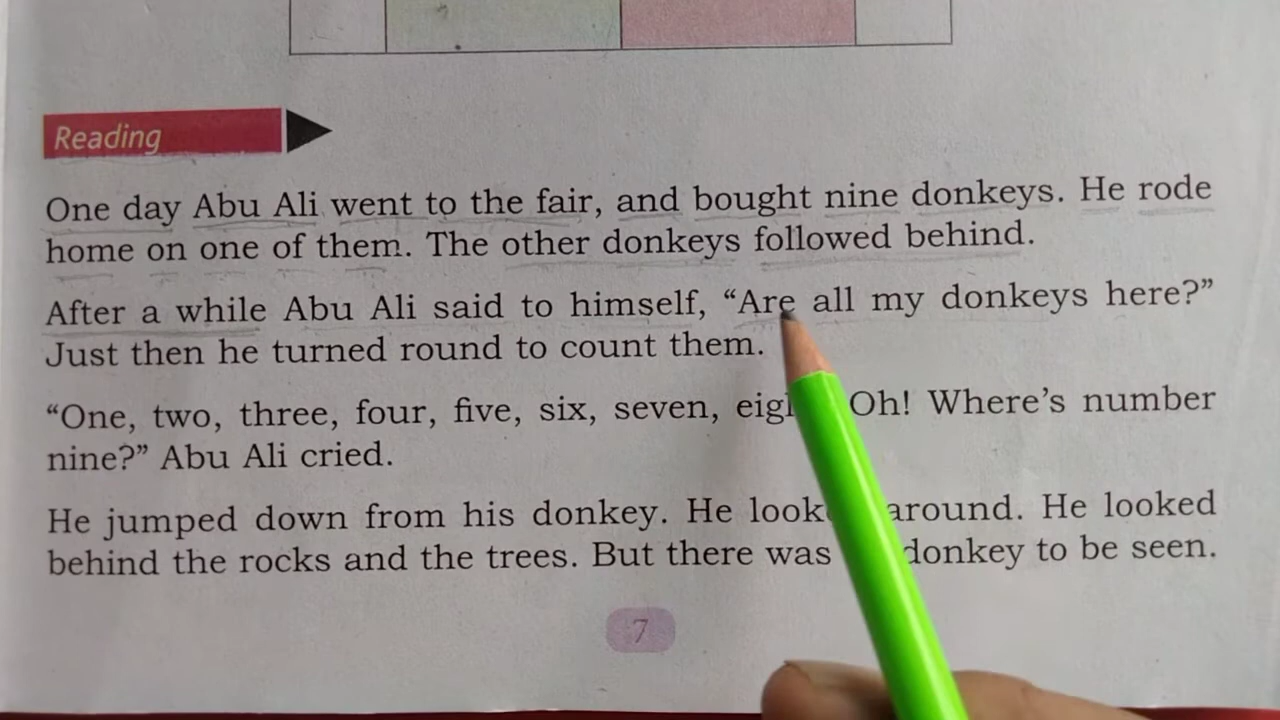 Reading
One day Abu Ali went to the fair, and bought nine donkeys. He rode
home on one of them. The other donkeys followed behind.
After a while Abu Ali said to himself, “Are all my donkeys here?”
Just then he turned round to count them.
“One, two, three, four, five, six, seven, Oh! Where’s number
nine?” Abu Ali cried.
He jumped down from his donkey. He around. He looked
behind the rocks and the trees. But there was donkey to be seen.
7